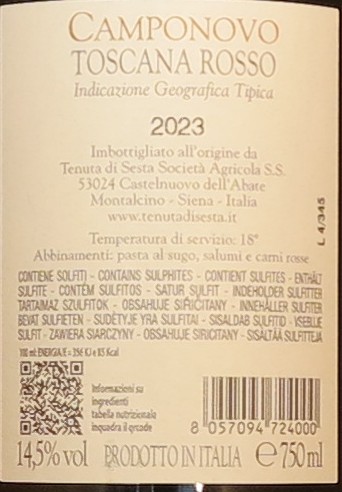 CAMPONOVO
TOSCANA ROSSO
Indicazione Geografica Tipica
2023
Imbottigliato all'origine da
Tenuta di Sesta Società Agricola S.S.
53024 Castelnuovo dell'Abate
Montalcino - Siena - Italia
www.tenutadisesta.it
L 4/345
Temperatura di servizio: 18°
Abbinamenti: pasta al sugo, salumi e carni rosse
CONTIENE SOLFITI - CONTAINS SULPHITES - CONTIENT SULFITES - ENTHÄLT
SULFITE - CONTÉM SULFITOS - SATUR SULFIT - INDEHOLDER SULFITTER
TARTALMAZ SZULFITOK - OBSAHUJE SIŘIČITANY - INNEHÅLLER SULFITER
BEVAT SULFIETEN - SUDĖTYJE YRA SULFITAI - SISALDAB SULFITID - VSEBUJE
SULFIT - ZAWIERA SIARCZYNY - OBSAHUJE SIRICITANY - SISÄLTÄÄ SULFIITTEJA
100 ml: ENERGIA/E = 356 KJ e 85 Kcal
Informazioni su
ingredienti
tabella nutrizionale
inquadra il qrcode
8 057094 724000
14,5% vol PRODOTTO IN ITALIA e 750 ml